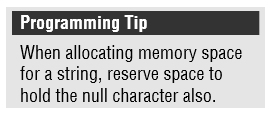 Programming Tip
When allocating memory space
for a string, reserve space to
hold the null character also.